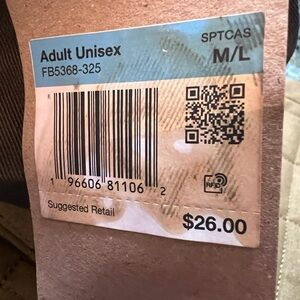 Adult Unisex
FB5368-325
SPTCAS
M/L
1 96606 81106 2
RFID
Suggested Retail
$26.00